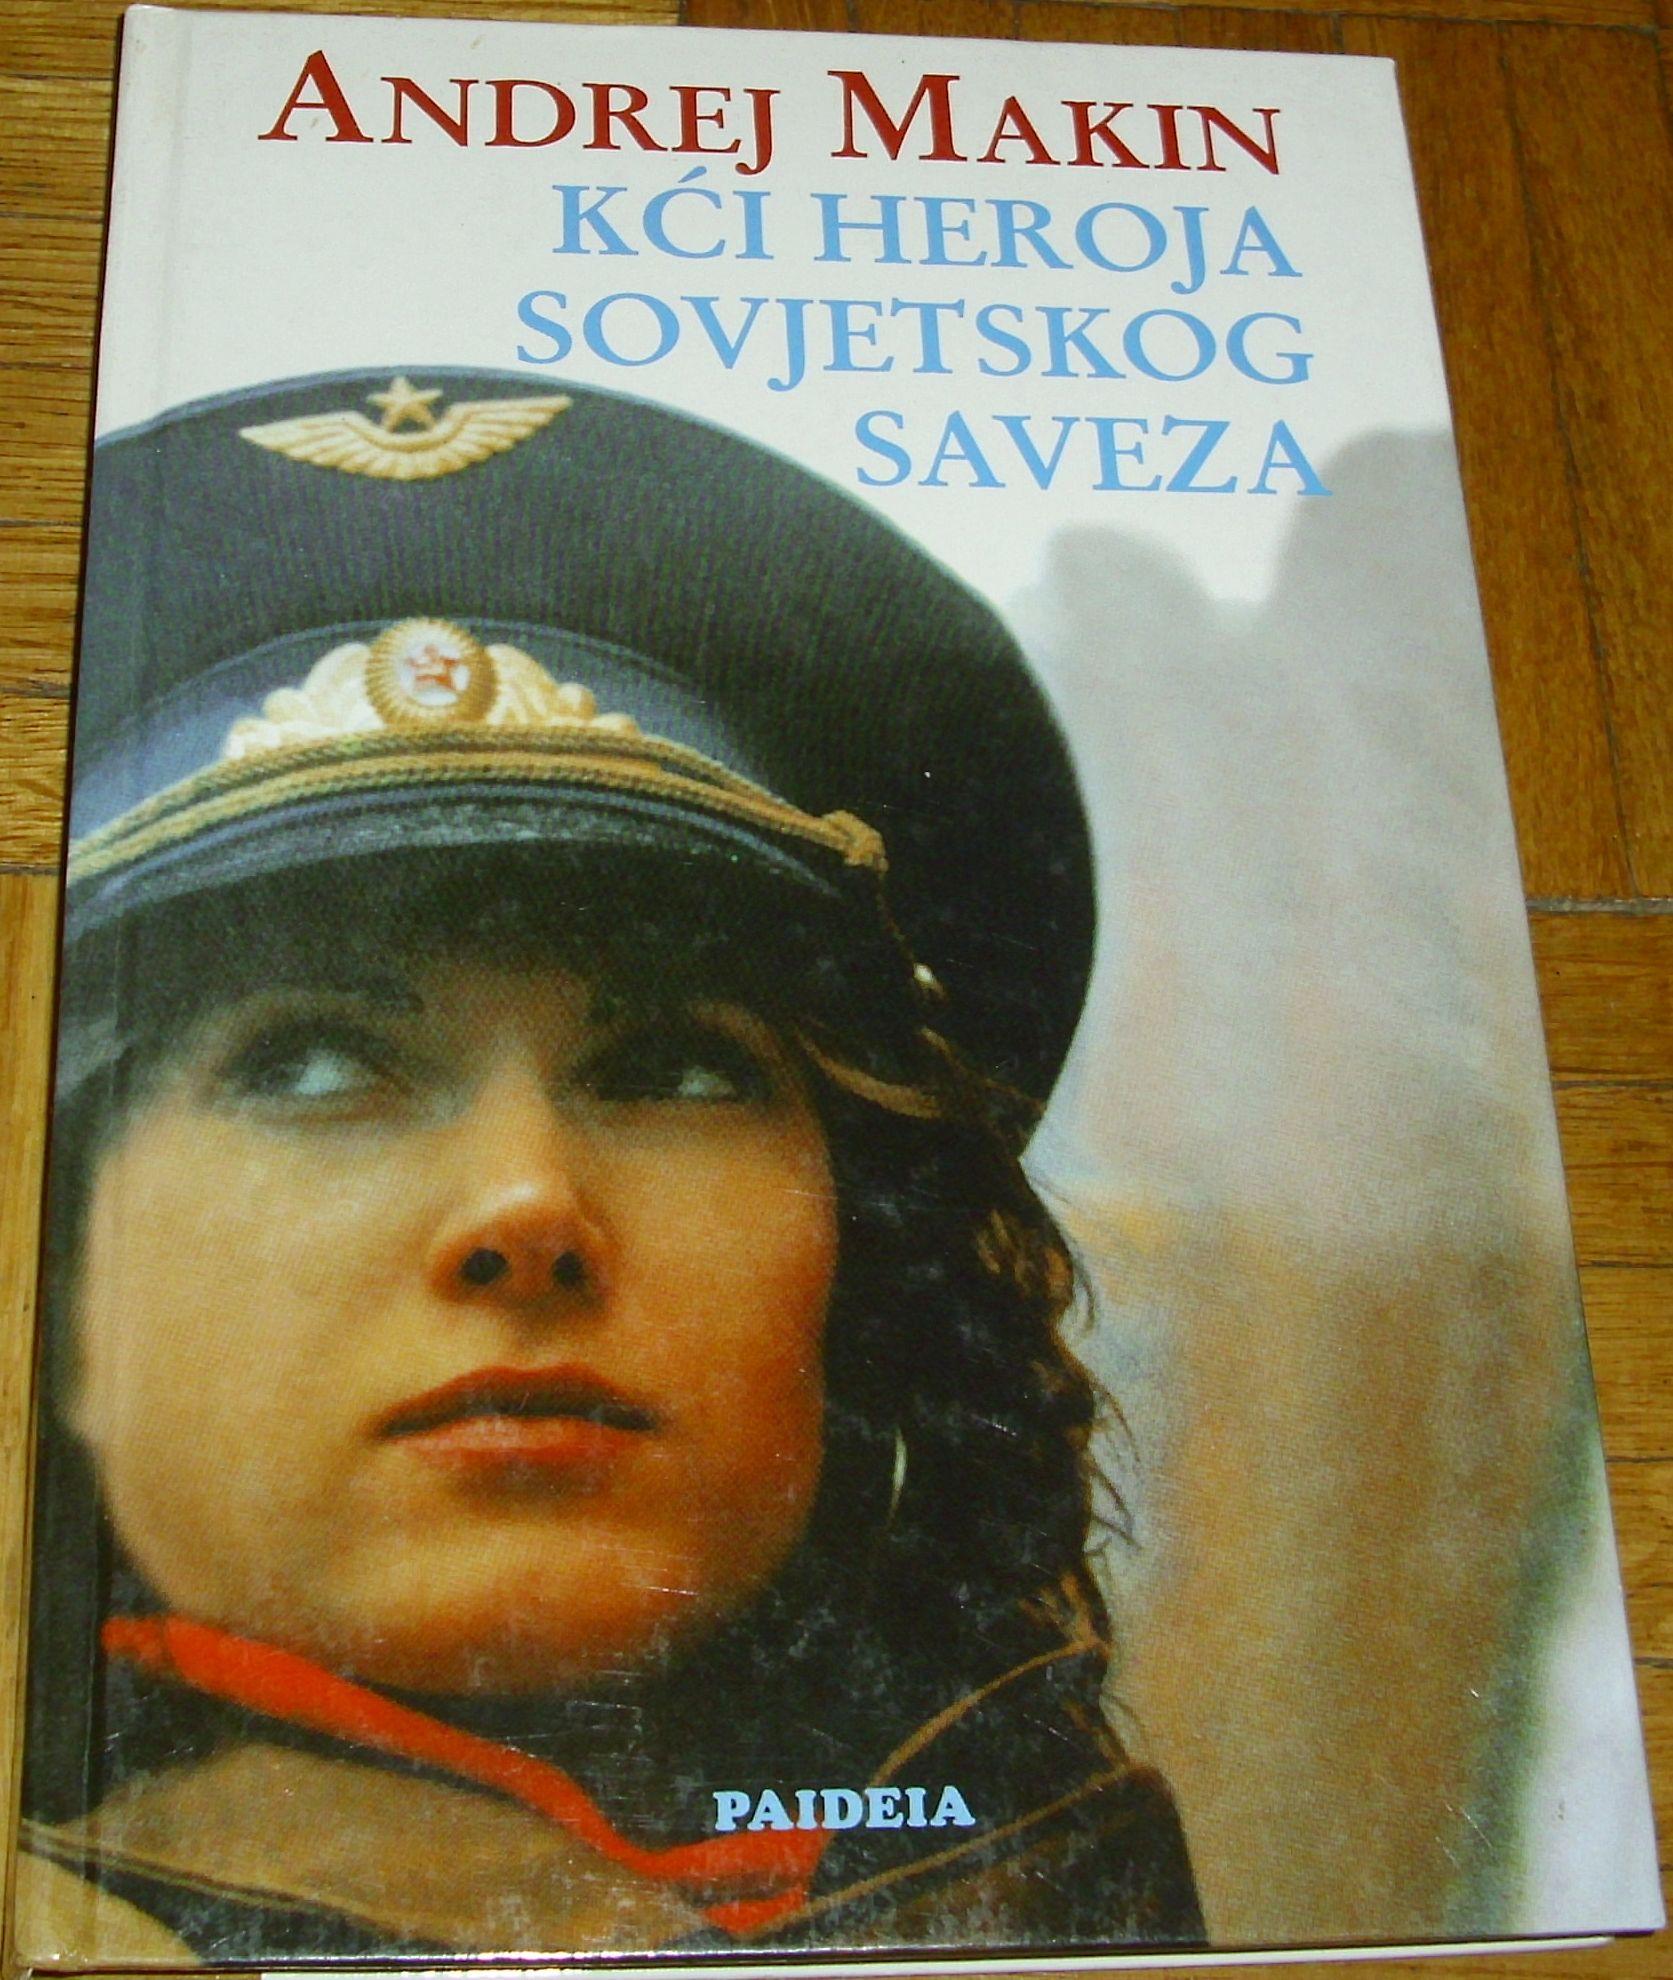 ANDREJ MAKIN
KĆI HEROJA
SOVJETSKOG
SAVEZA
PAIDEIA